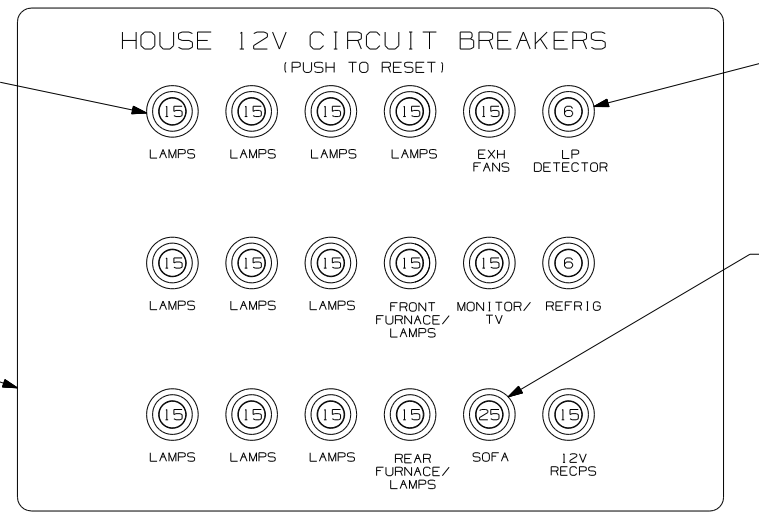 HOUSE 12V CIRCUIT BREAKERS
(PUSH TO RESET)
15 15 15 15 15 6
LAMPS LAMPS LAMPS LAMPS EXH FANS LP DETECTOR
15 15 15 15 15 6
LAMPS LAMPS LAMPS FRONT FURNACE/ LAMPS MONITOR/ TV REFRIG
15 15 15 15 25 15
LAMPS LAMPS LAMPS REAR FURNACE/ LAMPS SOFA 12V RECPS